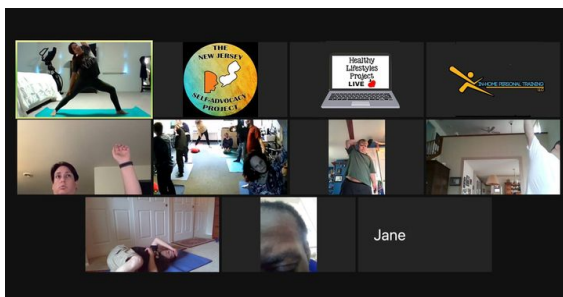 THE
NEW JERSEY
SELF-ADVOCACY
PROJECT
Healthy
Lifestyles
Project
LIVE
IN-HOME PERSONAL TRAINING
Jane